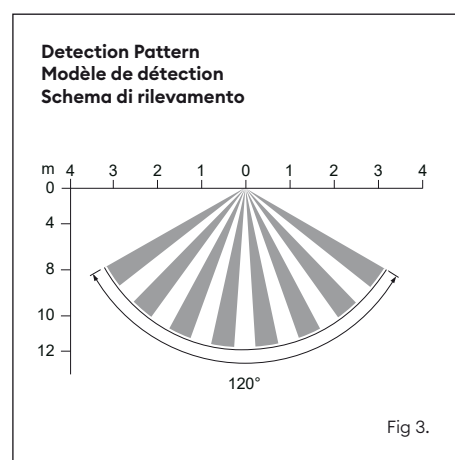 Detection Pattern
Modèle de détection
Schema di rilevamento
m 4 3 2 1 0 1 2 3 4
0
4
8
10
12
120°
Fig 3.